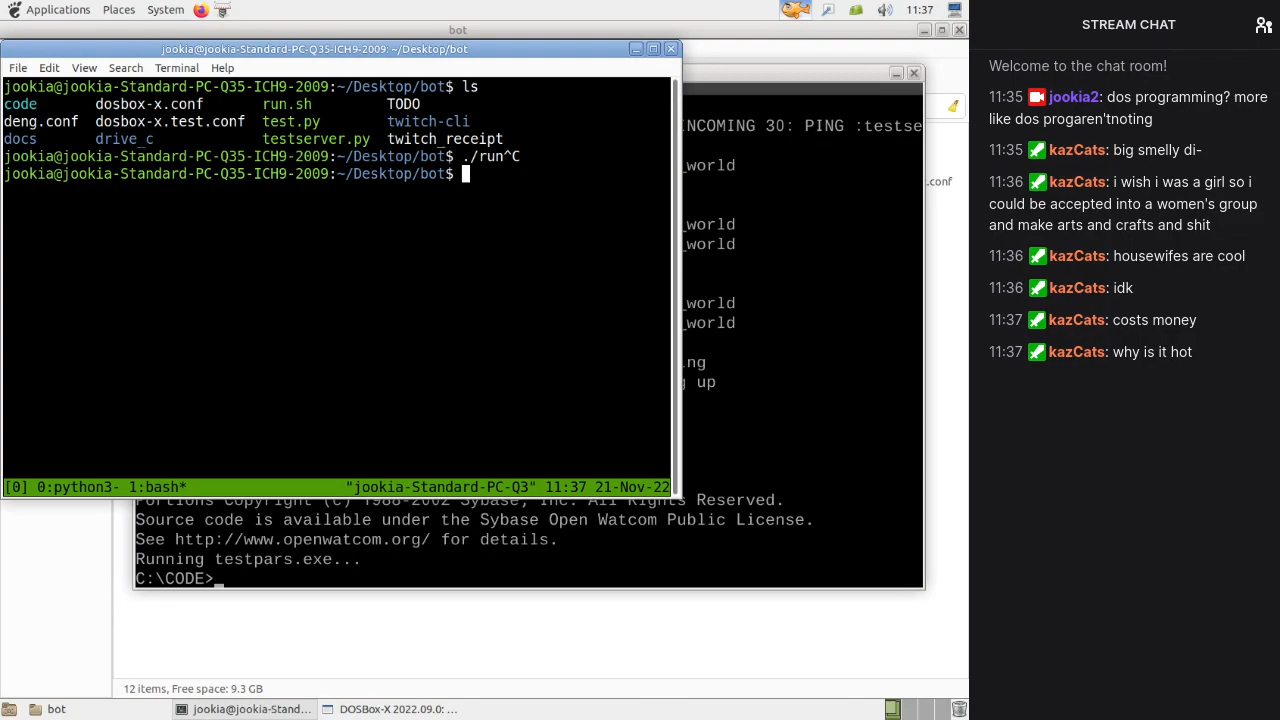 Applications Places System 11:37
bot
jookia@jookia-Standard-PC-Q35-ICH9-2009: ~/Desktop/bot
File Edit View Search Terminal Help
jookia@jookia-Standard-PC-Q35-ICH9-2009:~/Desktop/bot$ ls
code dosbox-x.conf run.sh TODO
deng.conf dosbox-x.test.conf test.py twitch-cli
docs drive_c testserver.py twitch_receipt
jookia@jookia-Standard-PC-Q35-ICH9-2009:~/Desktop/bot$ ./run^C
jookia@jookia-Standard-PC-Q35-ICH9-2009:~/Desktop/bot$
[0] 0:python3- 1:bash* "jookia-Standard-PC-Q3" 11:37 21-Nov-22
NCOMING 30: PING :testse
_world
.conf
_world
_world
_world
_world
ng
g up
Portions Copyright (C) 1988-2002 Sybase, Inc. All Rights Reserved.
Source code is available under the Sybase Open Watcom Public License.
See http://www.openwatcom.org/ for details.
Running testpars.exe...
C:\CODE>_
12 items, Free space: 9.3 GB
bot jookia@jookia-Stand... DOSBox-X 2022.09.0: ...
STREAM CHAT
Welcome to the chat room!
11:35 jookia2: dos programming? more
like dos progaren'tnoting
11:35 kazCats: big smelly di-
11:36 kazCats: i wish i was a girl so i
could be accepted into a women's group
and make arts and crafts and shit
11:36 kazCats: housewifes are cool
11:36 kazCats: idk
11:37 kazCats: costs money
11:37 kazCats: why is it hot